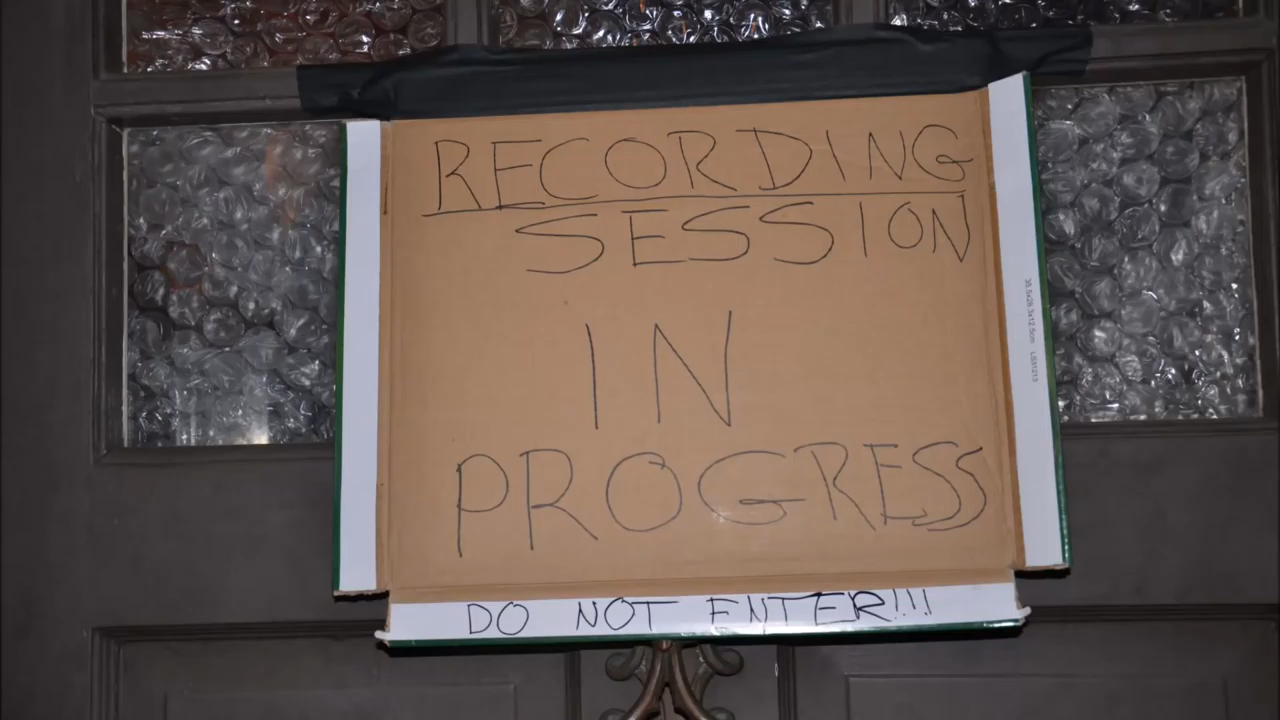 RECORDING
SESSION
IN
PROGRESS
DO NOT ENTER!!!